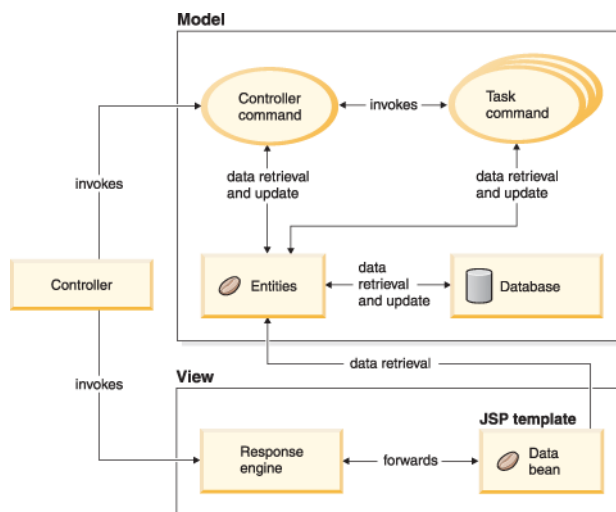 Model
Controller
command
invokes
Task
command
data retrieval
and update
data retrieval
and update
invokes
Controller
Entities
data
retrieval
and update
Database
data retrieval
invokes
View
JSP template
Response
engine
forwards
Data
bean